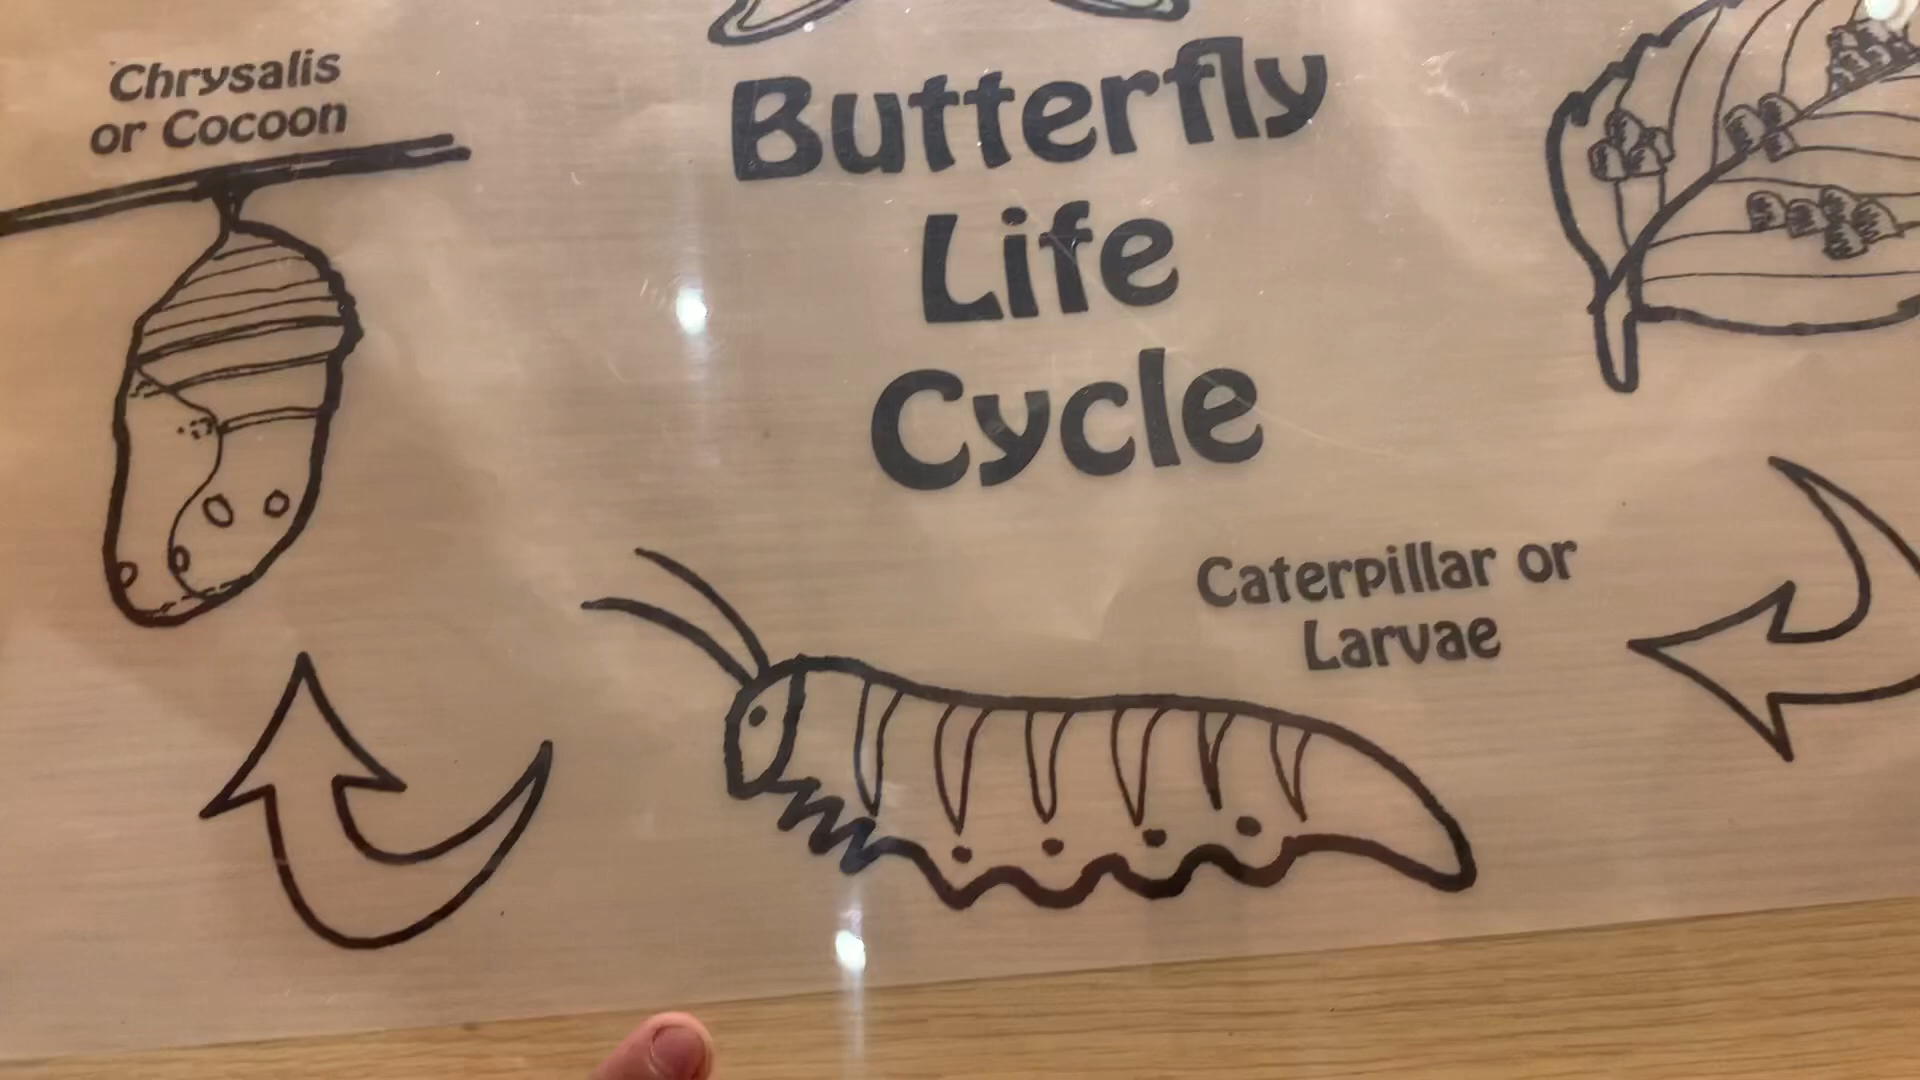 Chrysalis
or Cocoon
Butterfly
Life
Cycle
Caterpillar or
Larvae